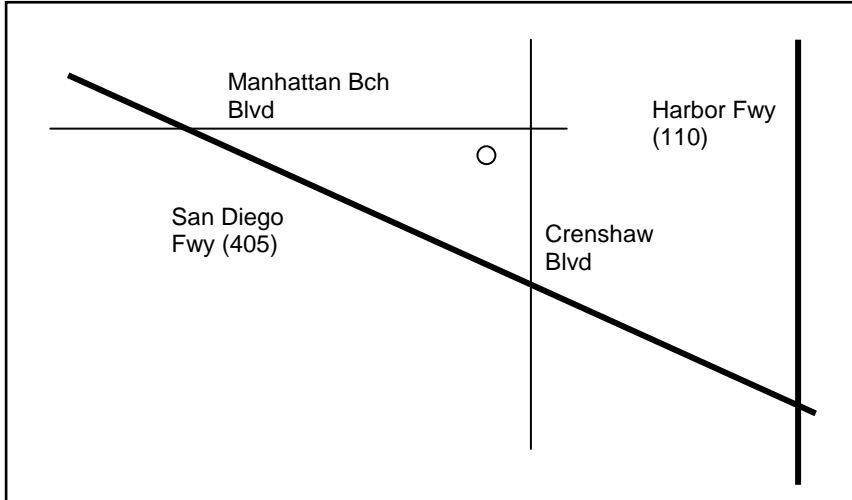 Manhattan Bch
Blvd
Harbor Fwy
(110)
San Diego
Fwy (405)
Crenshaw
Blvd